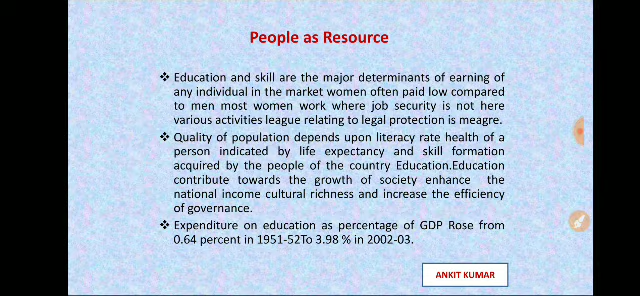 People as Resource
❖ Education and skill are the major determinants of earning of
any individual in the market women often paid low compared
to men most women work where job security is not here
various activities league relating to legal protection is meagre.
❖ Quality of population depends upon literacy rate health of a
person indicated by life expectancy and skill formation
acquired by the people of the country Education.Education
contribute towards the growth of society enhance the
national income cultural richness and increase the efficiency
of governance.
❖ Expenditure on education as percentage of GDP Rose from
0.64 percent in 1951-52To 3.98 % in 2002-03.
ANKIT KUMAR